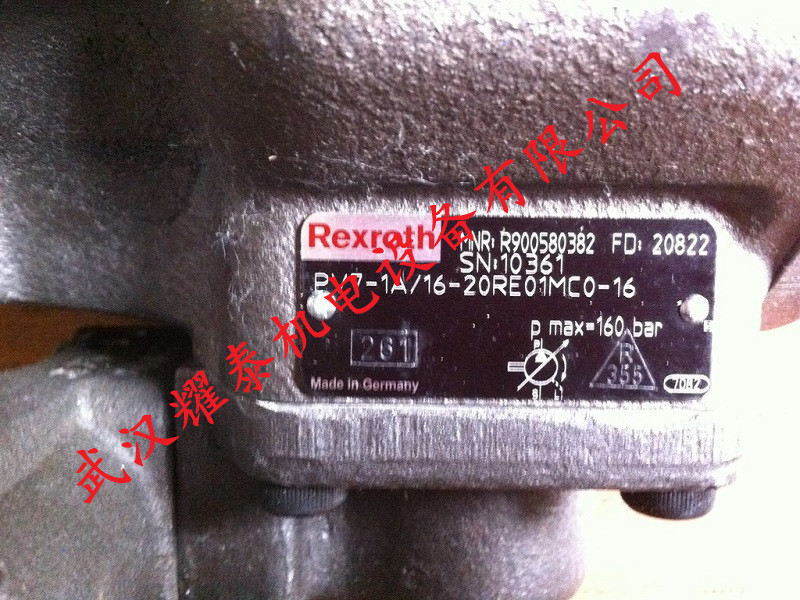 武汉耀泰机电设备有限公司
Rexroth
MNR: R900580382 FD: 20822
SN:10361
PV7-1A/16-20RE01MC0-16
p max=160 bar
261
P
R
355
S L
Made in Germany
7082